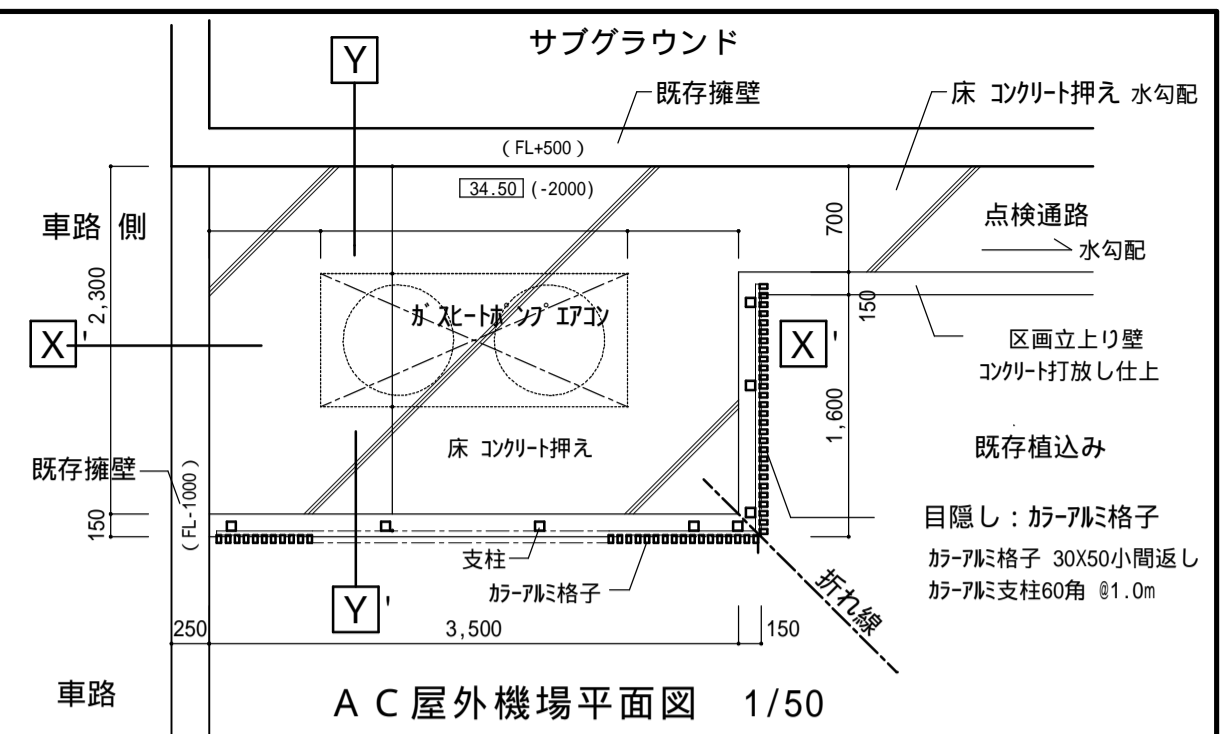 サブグラウンド
Y
既存擁壁
床 コンクリート押え 水勾配
(FL+500)
34.50 (-2000)
車路 側
700
点検通路
水勾配
2,300
ガスヒートポンプエアコン
150
X '
X '
区画立上り壁
コンクリート打放し仕上
1,600
床 コンクリート押え
既存植込み
既存擁壁
(FL-1000)
150
目隠し：カラーアルミ格子
支柱
カラーアルミ格子 30X50小間返し
カラーアルミ格子
カラーアルミ支柱60角 @1.0m
折れ線
Y '
250
3,500
150
車路
AC屋外機場平面図 1/50